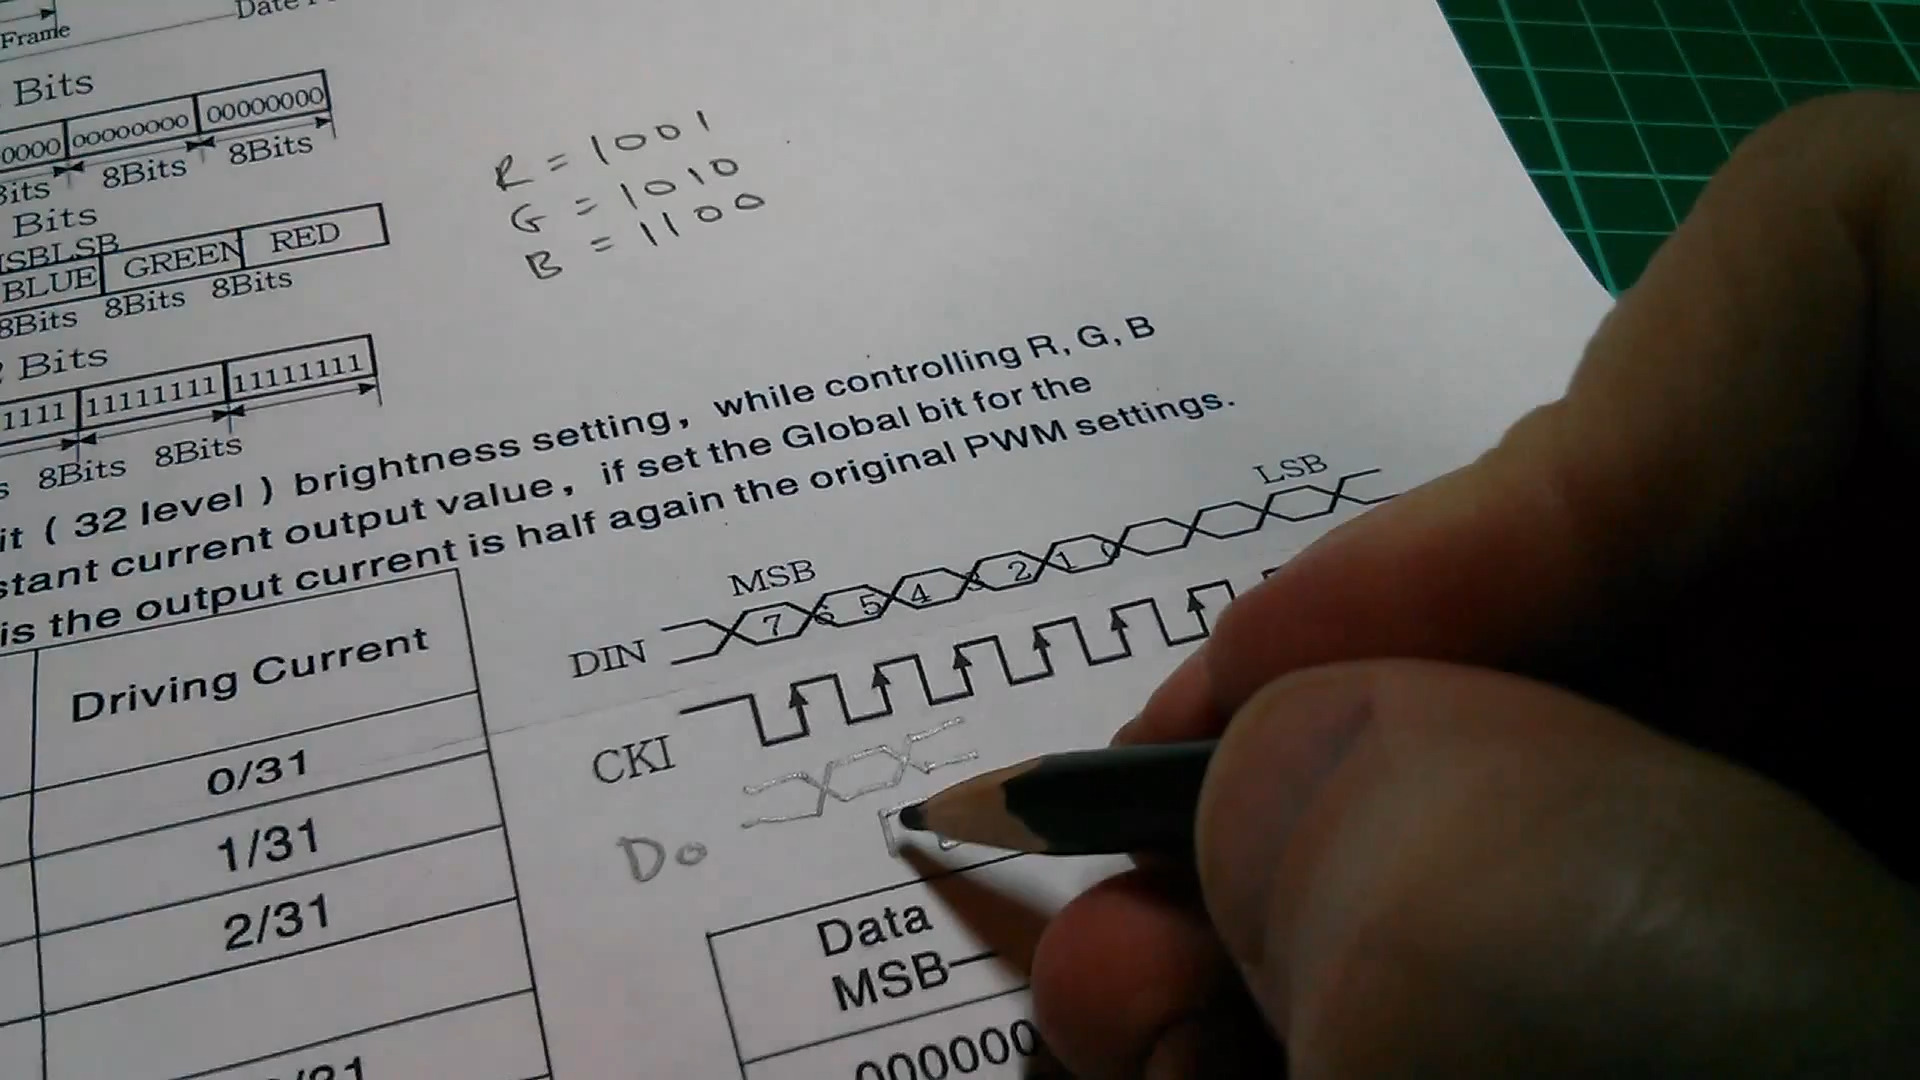 Frame
Date
Bits
0000 00000000 00000000
Bits 8Bits 8Bits
R = 1001
G = 1010
B = 1100
Bits
SBLSB
BLUE GREEN RED
8Bits 8Bits 8Bits
Bits
1111 11111111 11111111
s 8Bits 8Bits
it ( 32 level ) brightness setting, while controlling R, G, B
stant current output value, if set the Global bit for the
is the output current is half again the original PWM settings.
Driving Current
0/31
1/31
2/31
/31
MSB LSB
DIN 7 6 5 4 3 2 1 0
CKI
Do
Data
MSB
000000